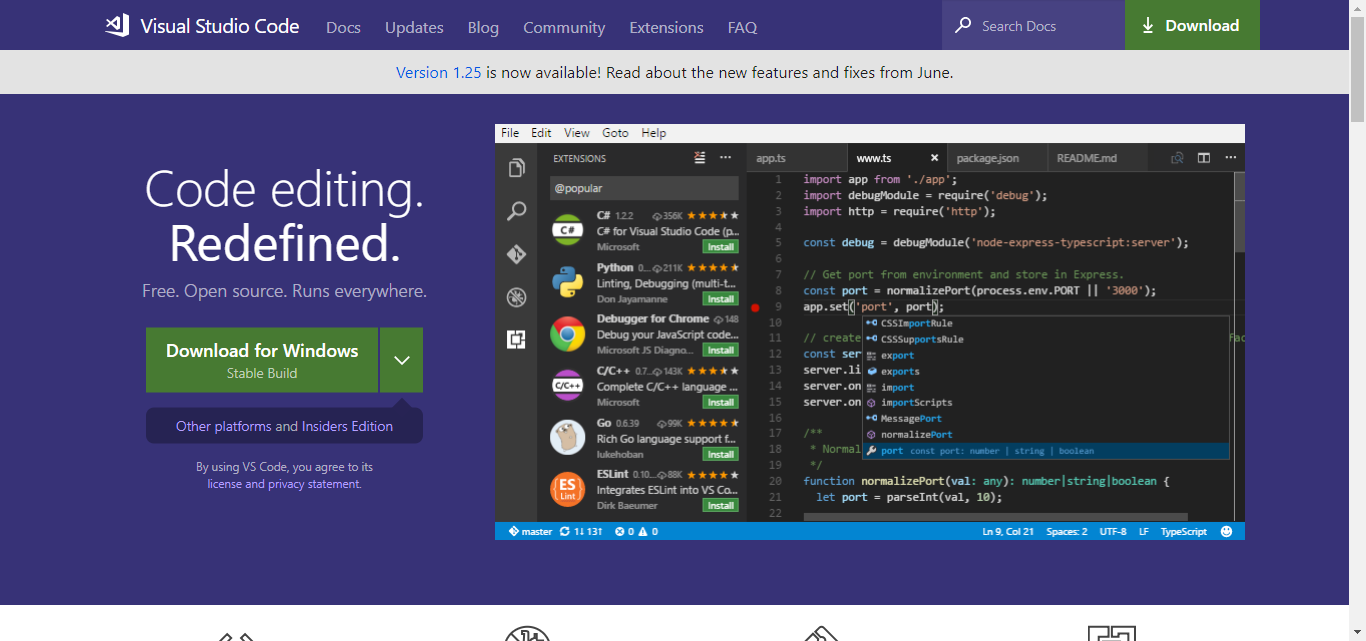 Visual Studio Code
Docs
Updates
Blog
Community
Extensions
FAQ
Search Docs
Download
Version 1.25 is now available! Read about the new features and fixes from June.
Code editing.
Redefined.
Free. Open source. Runs everywhere.
Download for Windows
Stable Build
Other platforms and Insiders Edition
By using VS Code, you agree to its
license and privacy statement.
File Edit View Goto Help
EXTENSIONS
@popular
C# 1.2.2 356K
C# for Visual Studio Code (p...
Microsoft Install
Python 0... 211K
Linting, Debugging (multi-t...
Don Jayamanne Install
Debugger for Chrome 148
Debug your JavaScript code...
Microsoft JS Diagno... Install
C/C++ 0.7... 143K
Complete C/C++ language ...
Microsoft Install
Go 0.6.39 99K
Rich Go language support f...
lukehoban Install
ESLint 0.10... 88K
Integrates ESLint into VS Co...
Dirk Baeumer Install
C#
C/C++
ES
Lint
app.ts www.ts package.json README.md
1 import app from './app';
2 import debugModule = require('debug');
3 import http = require('http');
4
5 const debug = debugModule('node-express-typescript:server');
6
7 // Get port from environment and store in Express.
8 const port = normalizePort(process.env.PORT || '3000');
9 app.set('port', port);
10
11 // create
12 const ser
13 server.li
14 server.on
15 server.on
16
17 /**
18 * Normal
19 */
20 function normalizePort(val: any): number|string|boolean {
21 let port = parseInt(val, 10);
22
CSSImportRule
CSSSupportsRule
export
exports
import
importScripts
MessagePort
normalizePort
port const port: number | string | boolean
master 1↓ 13↑ 0 0
Ln 9, Col 21 Spaces: 2 UTF-8 LF TypeScript